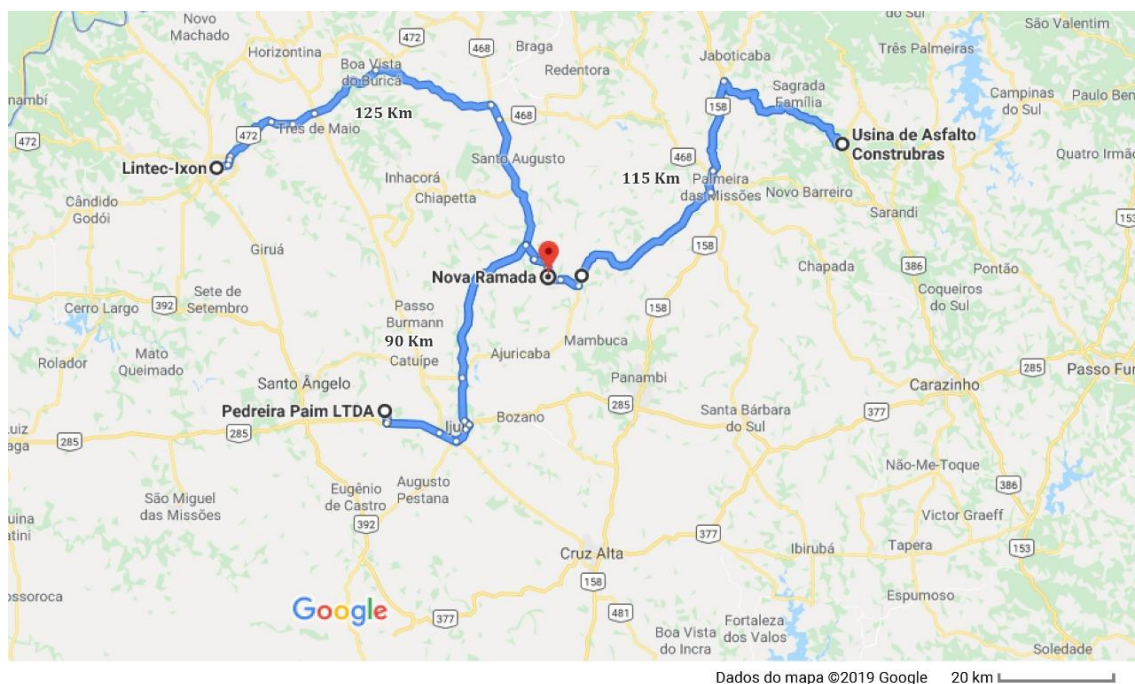 Novo
Machado
472
Braga
do Sul
São Valentim
Horizontina
468
Jaboticaba
Três Palmeiras
Boa Vista
do Buricá
Redentora
Sagrada
Família
Campinas
do Sul
Paulo Ben
nambí
125 Km
158
472
472
Três de Maio
468
Usina de Asfalto
Construbras
Lintec-Ixon
Santo Augusto
468
Quatro Irmão
Inhacorá
115 Km
Palmeira
das Missões
Novo Barreiro
Cândido
Godói
Chiapetta
Sarandi
153
Giruá
158
Chapada
386
Pontão
Nova Ramada
Sete de
Setembro
392
Cerro Largo
Passo
Burmann
158
Coqueiros
do Sul
90 Km
Mambuca
Rolador
Mato
Queimado
Catuípe
Ajuricaba
285
Passo Fun
Santo Ângelo
Panambi
Carazinho
Pedreira Paim LTDA
285
377
Luiz
aga
285
285
Ijuí
Bozano
Santa Bárbara
do Sul
Não-Me-Toque
Augusto
Pestana
386
São Miguel
das Missões
Eugênio
de Castro
Victor Graeff
uina
atini
392
377
Ibirubá
Tapera
153
Cruz Alta
158
ossoroca
Google
377
481
Espumoso
Boa Vista
do Incra
Fortaleza
dos Valos
Soledade
Dados do mapa ©2019 Google 20 km